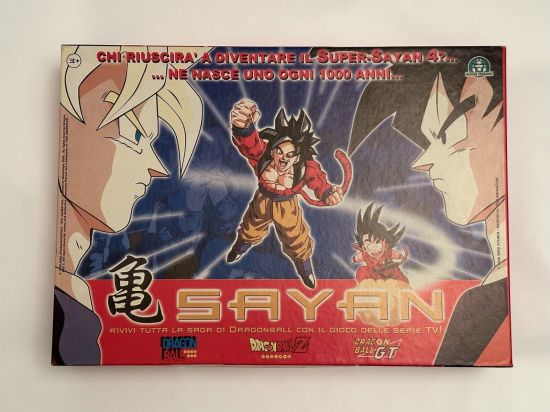 CHI RIUSCIRA' A DIVENTARE IL SUPER-SAYAN 4?...
... NE NASCE UNO OGNI 1000 ANNI...
3+
亀 SAYAN
RIVIVI TUTTA LA SAGA DI DRAGONBALL CON IL GIOCO DELLE SERIE TV!
DRAGON BALL
DRAGON BALL Z
DRAGON BALL GT